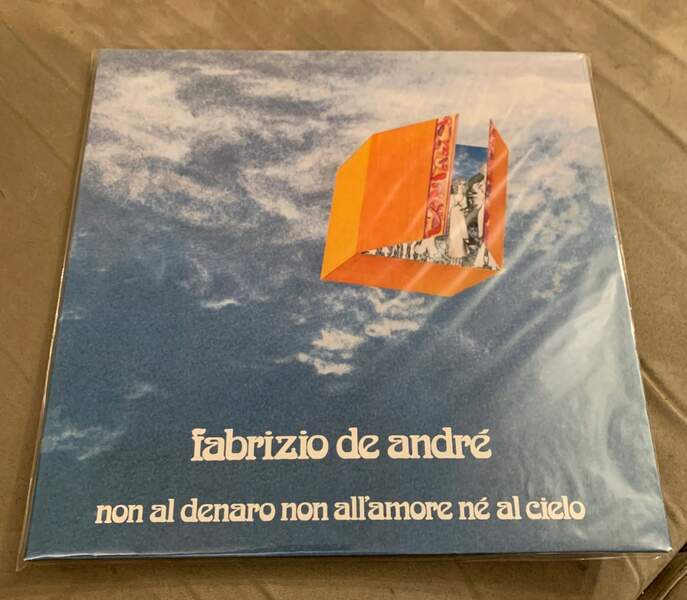 fabrizio de andré
non al denaro non all'amore né al cielo